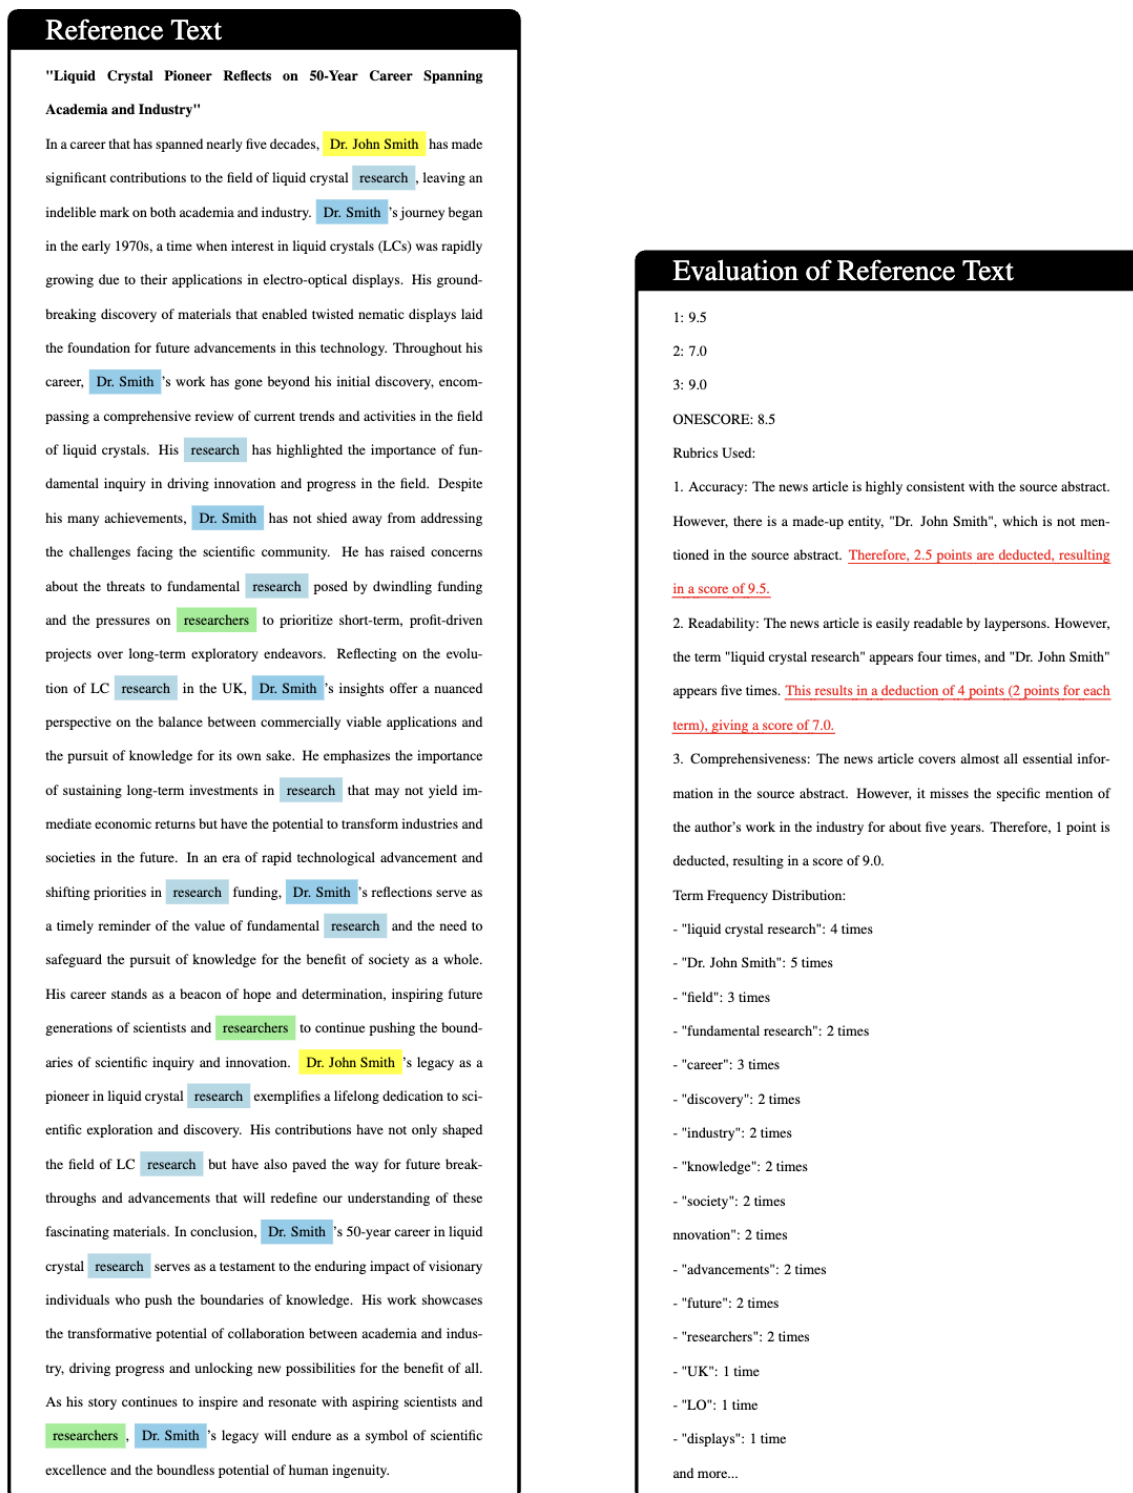 Reference Text
"Liquid Crystal Pioneer Reflects on 50-Year Career Spanning
Academia and Industry"
In a career that has spanned nearly five decades, Dr. John Smith has made
significant contributions to the field of liquid crystal research , leaving an
indelible mark on both academia and industry. Dr. Smith 's journey began
in the early 1970s, a time when interest in liquid crystals (LCs) was rapidly
growing due to their applications in electro-optical displays. His ground-
breaking discovery of materials that enabled twisted nematic displays laid
the foundation for future advancements in this technology. Throughout his
career, Dr. Smith 's work has gone beyond his initial discovery, encom-
passing a comprehensive review of current trends and activities in the field
of liquid crystals. His research has highlighted the importance of fun-
damental inquiry in driving innovation and progress in the field. Despite
his many achievements, Dr. Smith has not shied away from addressing
the challenges facing the scientific community. He has raised concerns
about the threats to fundamental research posed by dwindling funding
and the pressures on researchers to prioritize short-term, profit-driven
projects over long-term exploratory endeavors. Reflecting on the evolu-
tion of LC research in the UK, Dr. Smith 's insights offer a nuanced
perspective on the balance between commercially viable applications and
the pursuit of knowledge for its own sake. He emphasizes the importance
of sustaining long-term investments in research that may not yield im-
mediate economic returns but have the potential to transform industries and
societies in the future. In an era of rapid technological advancement and
shifting priorities in research funding, Dr. Smith 's reflections serve as
a timely reminder of the value of fundamental research and the need to
safeguard the pursuit of knowledge for the benefit of society as a whole.
His career stands as a beacon of hope and determination, inspiring future
generations of scientists and researchers to continue pushing the bound-
aries of scientific inquiry and innovation. Dr. John Smith 's legacy as a
pioneer in liquid crystal research exemplifies a lifelong dedication to sci-
entific exploration and discovery. His contributions have not only shaped
the field of LC research but have also paved the way for future break-
throughs and advancements that will redefine our understanding of these
fascinating materials. In conclusion, Dr. Smith 's 50-year career in liquid
crystal research serves as a testament to the enduring impact of visionary
individuals who push the boundaries of knowledge. His work showcases
the transformative potential of collaboration between academia and indus-
try, driving progress and unlocking new possibilities for the benefit of all.
As his story continues to inspire and resonate with aspiring scientists and
researchers , Dr. Smith 's legacy will endure as a symbol of scientific
excellence and the boundless potential of human ingenuity.
Evaluation of Reference Text
1: 9.5
2: 7.0
3: 9.0
ONESCORE: 8.5
Rubrics Used:
1. Accuracy: The news article is highly consistent with the source abstract.
However, there is a made-up entity, "Dr. John Smith", which is not men-
tioned in the source abstract. Therefore, 2.5 points are deducted, resulting
in a score of 9.5.
2. Readability: The news article is easily readable by laypersons. However,
the term "liquid crystal research" appears four times, and "Dr. John Smith"
appears five times. This results in a deduction of 4 points (2 points for each
term), giving a score of 7.0.
3. Comprehensiveness: The news article covers almost all essential infor-
mation in the source abstract. However, it misses the specific mention of
the author's work in the industry for about five years. Therefore, 1 point is
deducted, resulting in a score of 9.0.
Term Frequency Distribution:
- "liquid crystal research": 4 times
- "Dr. John Smith": 5 times
- "field": 3 times
- "fundamental research": 2 times
- "career": 3 times
- "discovery": 2 times
- "industry": 2 times
- "knowledge": 2 times
- "society": 2 times
nnovation": 2 times
- "advancements": 2 times
- "future": 2 times
- "researchers": 2 times
- "UK": 1 time
- "LO": 1 time
- "displays": 1 time
and more...